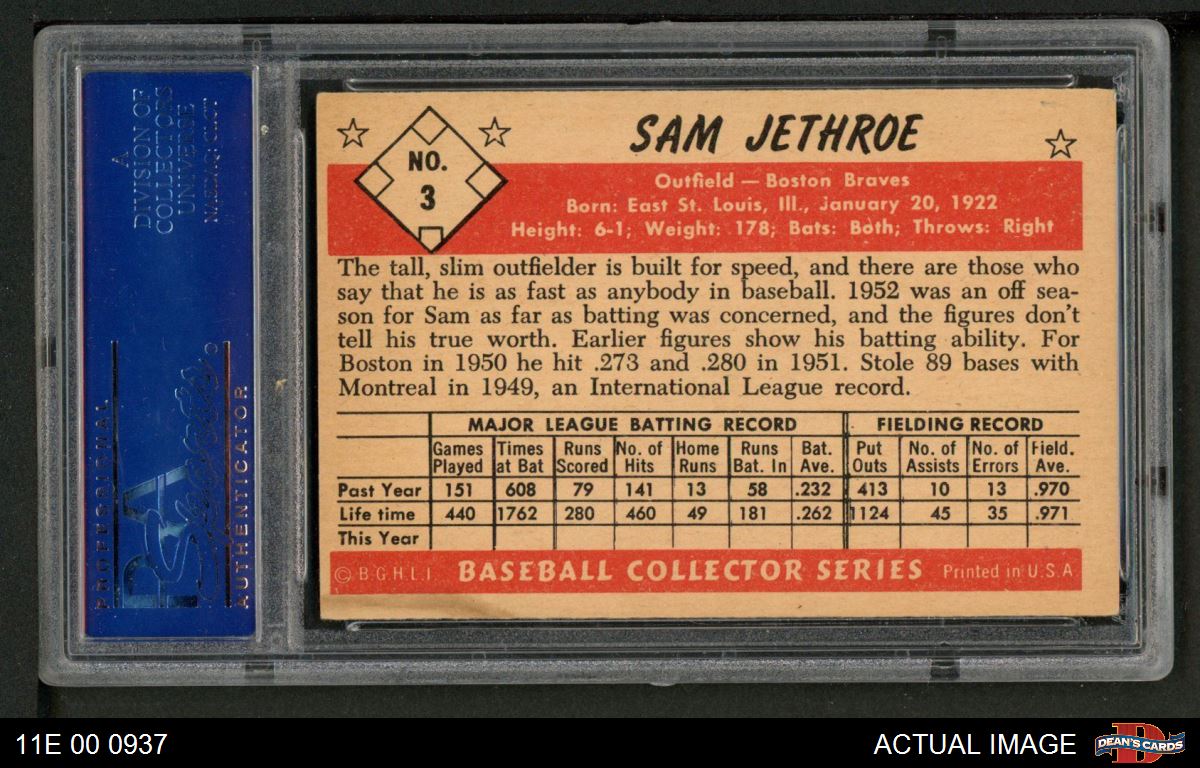 A
DIVISION OF
COLLECTORS
UNIVERSE
NASDAQ: CLCT
PROFESSIONAL
PSA
Sports
AUTHENTICATOR
NO.
3
SAM JETHROE
Outfield — Boston Braves
Born: East St. Louis, Ill., January 20, 1922
Height: 6-1; Weight: 178; Bats: Both; Throws: Right
The tall, slim outfielder is built for speed, and there are those who
say that he is as fast as anybody in baseball. 1952 was an off sea-
son for Sam as far as batting was concerned, and the figures don't
tell his true worth. Earlier figures show his batting ability. For
Boston in 1950 he hit .273 and .280 in 1951. Stole 89 bases with
Montreal in 1949, an International League record.
MAJOR LEAGUE BATTING RECORD FIELDING RECORD
Games Times Runs No. of Home Runs Bat. Put No. of No. of Field.
Played at Bat Scored Hits Runs Bat. In Ave. Outs Assists Errors Ave.
Past Year 151 608 79 141 13 58 .232 413 10 13 .970
Life time 440 1762 280 460 49 181 .262 1124 45 35 .971
This Year
© B.G.H.L.I. BASEBALL COLLECTOR SERIES Printed in U.S.A.
11E 00 0937
ACTUAL IMAGE
D
DEAN'S CARDS